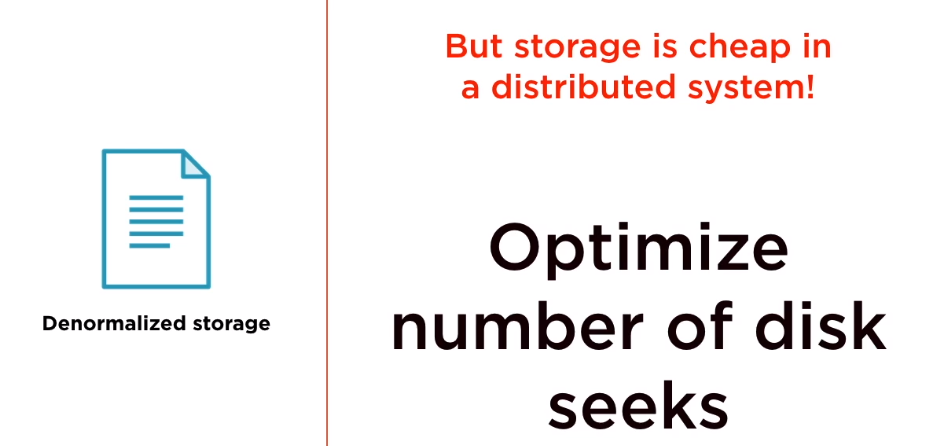 But storage is cheap in
a distributed system!
Denormalized storage
Optimize
number of disk
seeks